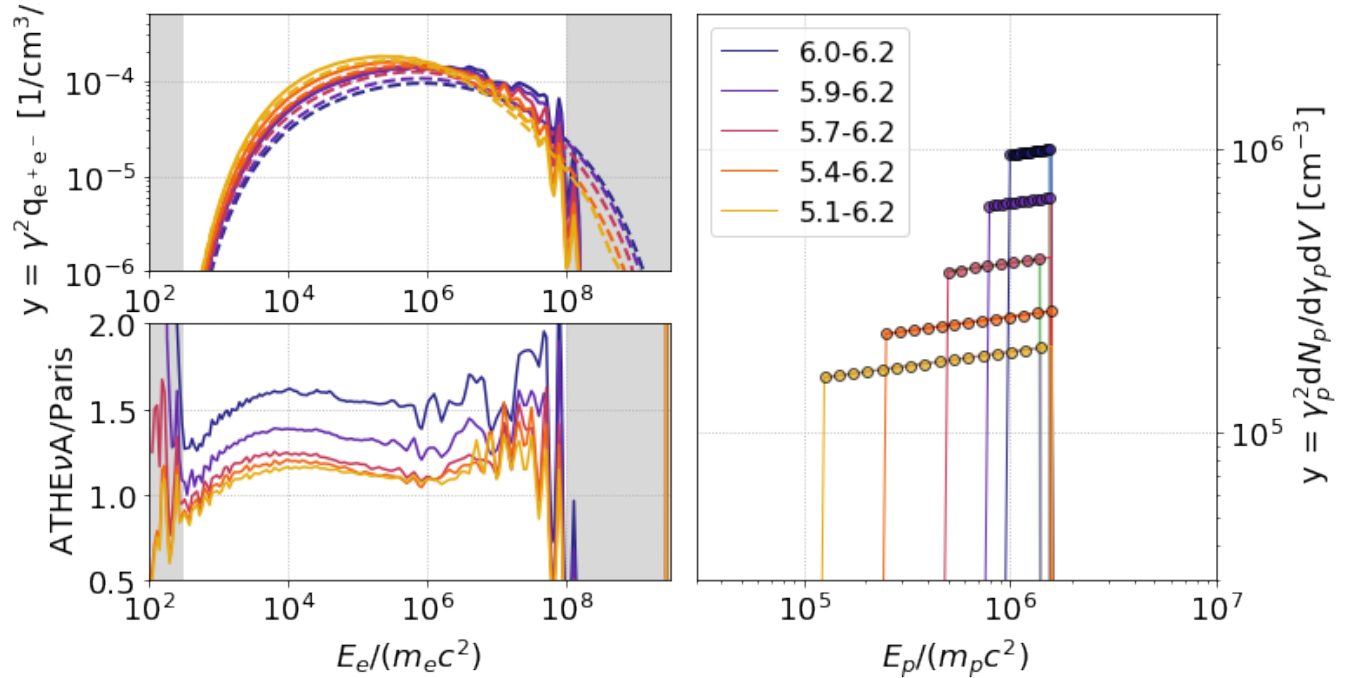 y = γ²q_{e⁺e⁻} [1/cm³/
10⁻⁴
10⁻⁵
10⁻⁶
10² 10⁴ 10⁶ 10⁸
ATHEνA/Paris
2.0
1.5
1.0
0.5
10² 10⁴ 10⁶ 10⁸
E_e/(m_ec²)
6.0-6.2
5.9-6.2
5.7-6.2
5.4-6.2
5.1-6.2
10⁶
10⁵
y = γ_p²dN_p/dγ_pdV [cm⁻³]
10⁵ 10⁶ 10⁷
E_p/(m_pc²)